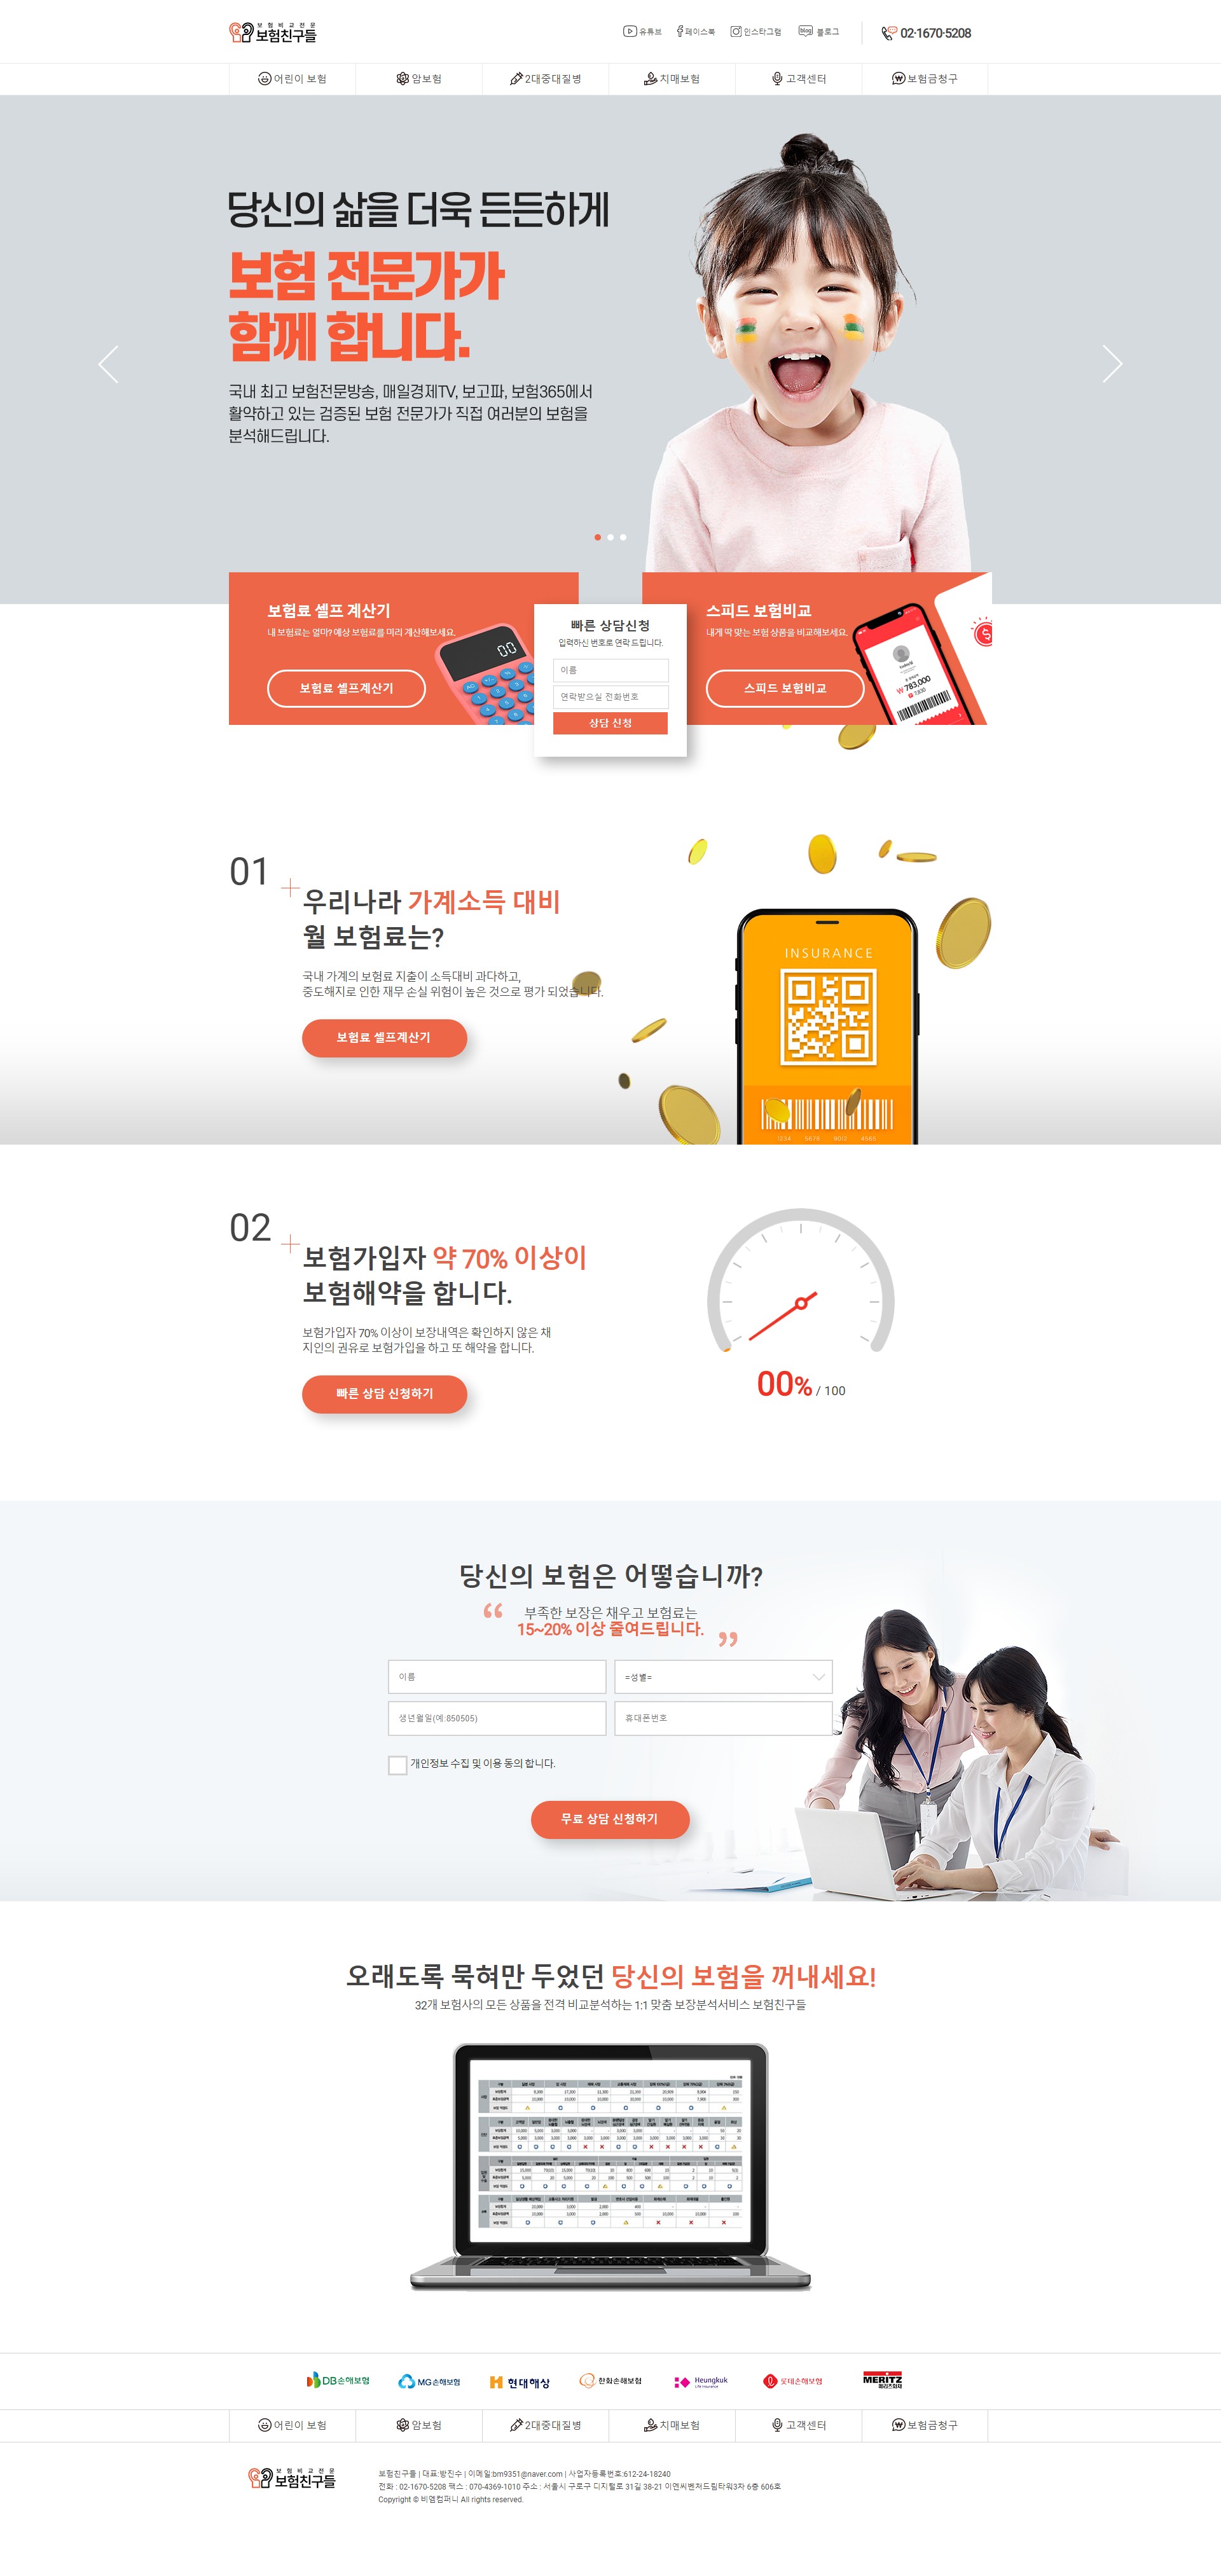 보 험 비 교 전 문
보험친구들
유튜브
페이스북
인스타그램
블로그
02-1670-5208
어린이 보험
암보험
2대중대질병
치매보험
고객센터
보험금청구
당신의 삶을 더욱 든든하게
보험 전문가가
함께 합니다.
국내 최고 보험전문방송, 매일경제TV, 보고파, 보험365에서
활약하고 있는 검증된 보험 전문가가 직접 여러분의 보험을
분석해드립니다.
보험료 셀프 계산기
내 보험료는 얼마? 예상 보험료를 미리 계산해보세요.
보험료 셀프계산기
00
빠른 상담신청
입력하신 번호로 연락 드립니다.
이름
연락받으실 전화번호
상담 신청
스피드 보험비교
내게 딱 맞는 보험 상품을 비교해보세요.
스피드 보험비교
₩ 783,000
01
우리나라 가계소득 대비
월 보험료는?
국내 가계의 보험료 지출이 소득대비 과다하고,
중도해지로 인한 재무 손실 위험이 높은 것으로 평가 되었습니다.
보험료 셀프계산기
INSURANCE
1234 5678 9012 4565
02
보험가입자 약 70% 이상이
보험해약을 합니다.
보험가입자 70% 이상이 보장내역은 확인하지 않은 채
지인의 권유로 보험가입을 하고 또 해약을 합니다.
빠른 상담 신청하기
00% / 100
당신의 보험은 어떻습니까?
부족한 보장은 채우고 보험료는
15~20% 이상 줄여드립니다.
이름
=성별=
생년월일(예:850505)
휴대폰번호
개인정보 수집 및 이용 동의 합니다.
무료 상담 신청하기
오래도록 묵혀만 두었던 당신의 보험을 꺼내세요!
32개 보험사의 모든 상품을 전격 비교분석하는 1:1 맞춤 보장분석서비스 보험친구들
DB손해보험
MG손해보험
현대해상
한화손해보험
Heungkuk
Life Insurance
롯데손해보험
MERITZ
메리츠화재
어린이 보험
암보험
2대중대질병
치매보험
고객센터
보험금청구
보 험 비 교 전 문
보험친구들
보험친구들 | 대표:방진수 | 이메일:bm9351@naver.com | 사업자등록번호:612-24-18240
전화 : 02-1670-5208 팩스 : 070-4369-1010 주소 : 서울시 구로구 디지털로 31길 38-21 이엔씨벤처드림타워3차 6층 606호
Copyright © 비엠컴퍼니 All rights reserved.